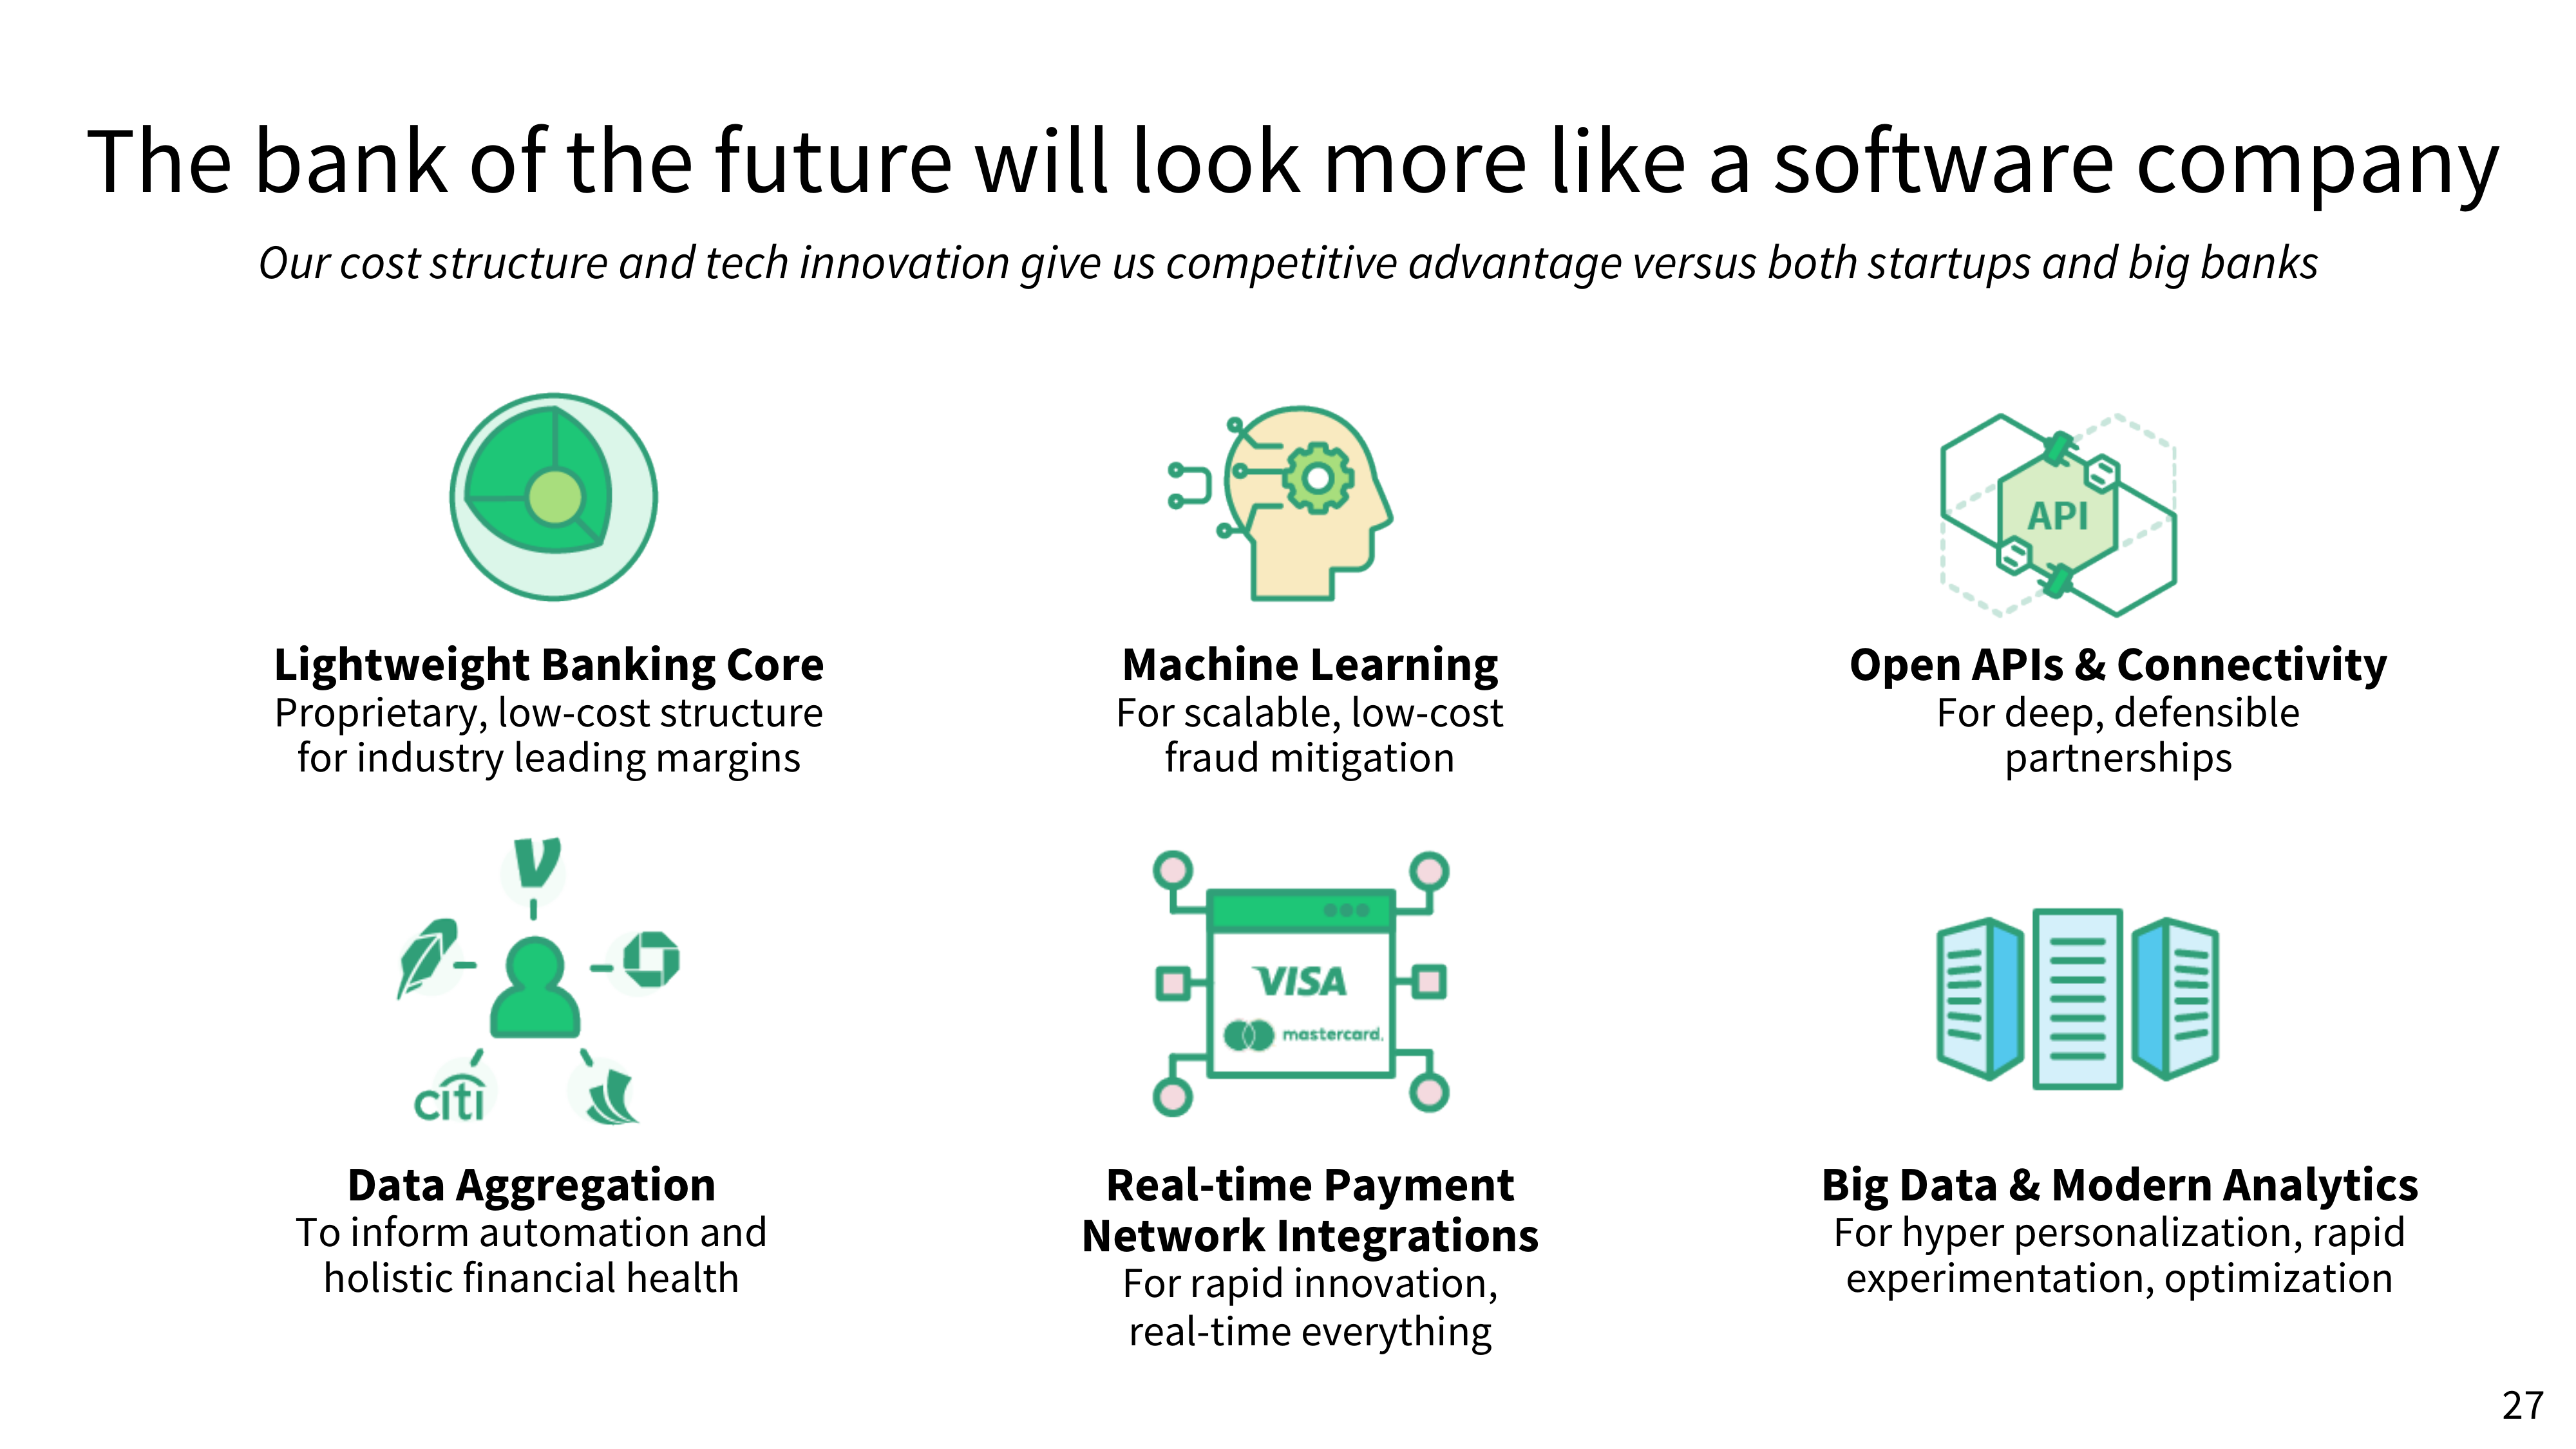 The bank of the future will look more like a software company
Our cost structure and tech innovation give us competitive advantage versus both startups and big banks
API
Lightweight Banking Core
Proprietary, low-cost structure
for industry leading margins
Machine Learning
For scalable, low-cost
fraud mitigation
Open APIs & Connectivity
For deep, defensible
partnerships
V
citi
VISA
mastercard.
Data Aggregation
To inform automation and
holistic financial health
Real-time Payment
Network Integrations
For rapid innovation,
real-time everything
Big Data & Modern Analytics
For hyper personalization, rapid
experimentation, optimization
27